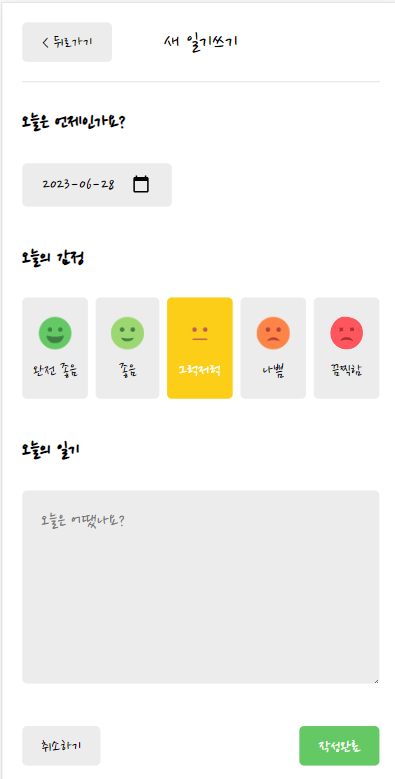 < 뒤로가기 새 일기쓰기
오늘은 언제인가요?
2023-06-28
오늘의 감정
완전 좋음 좋음 그럭저럭 나쁨 끔찍함
오늘의 일기
오늘은 어땠나요?
취소하기 작성완료